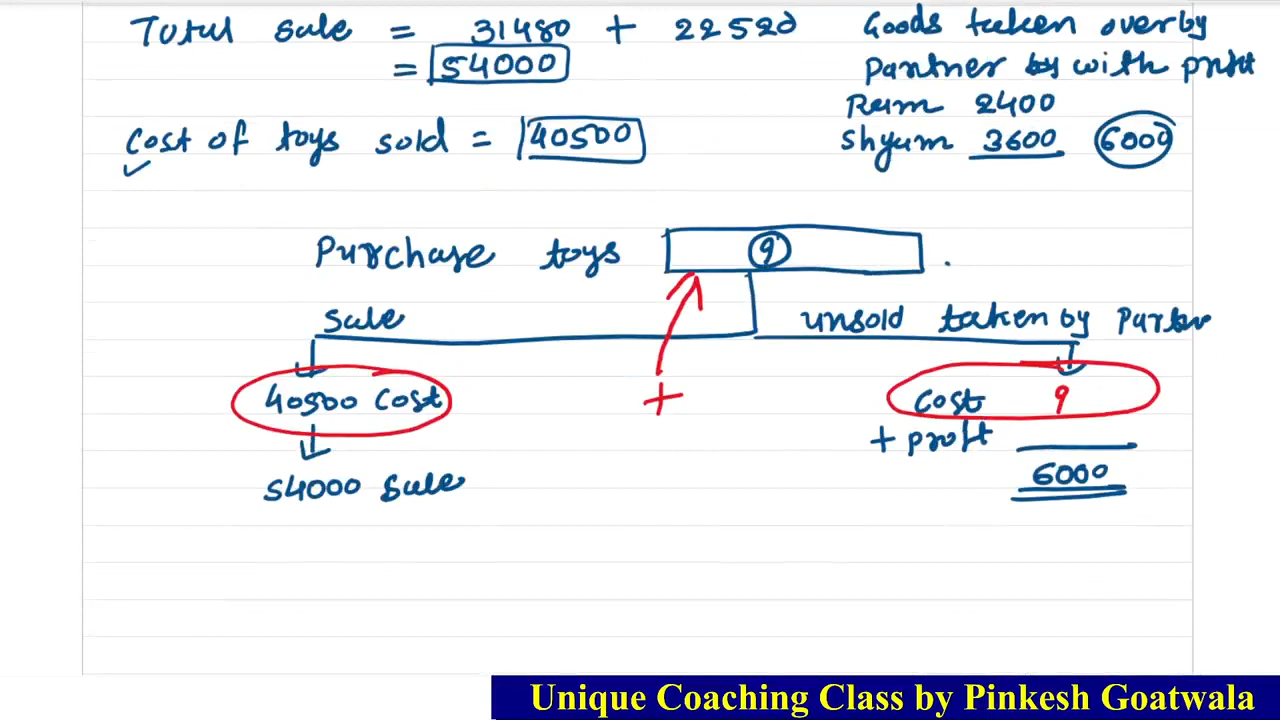 Total sale = 31480 + 22520
= 54000
Goods taken over by
Partner by with profit
Ram 2400
Shyam 3600 6000
Cost of toys sold = 40500
Purchase toys ?
Sale
unsold taken by Partner
40500 Cost
+
Cost ?
+ profit
54000 Sale
6000
Unique Coaching Class by Pinkesh Goatwala